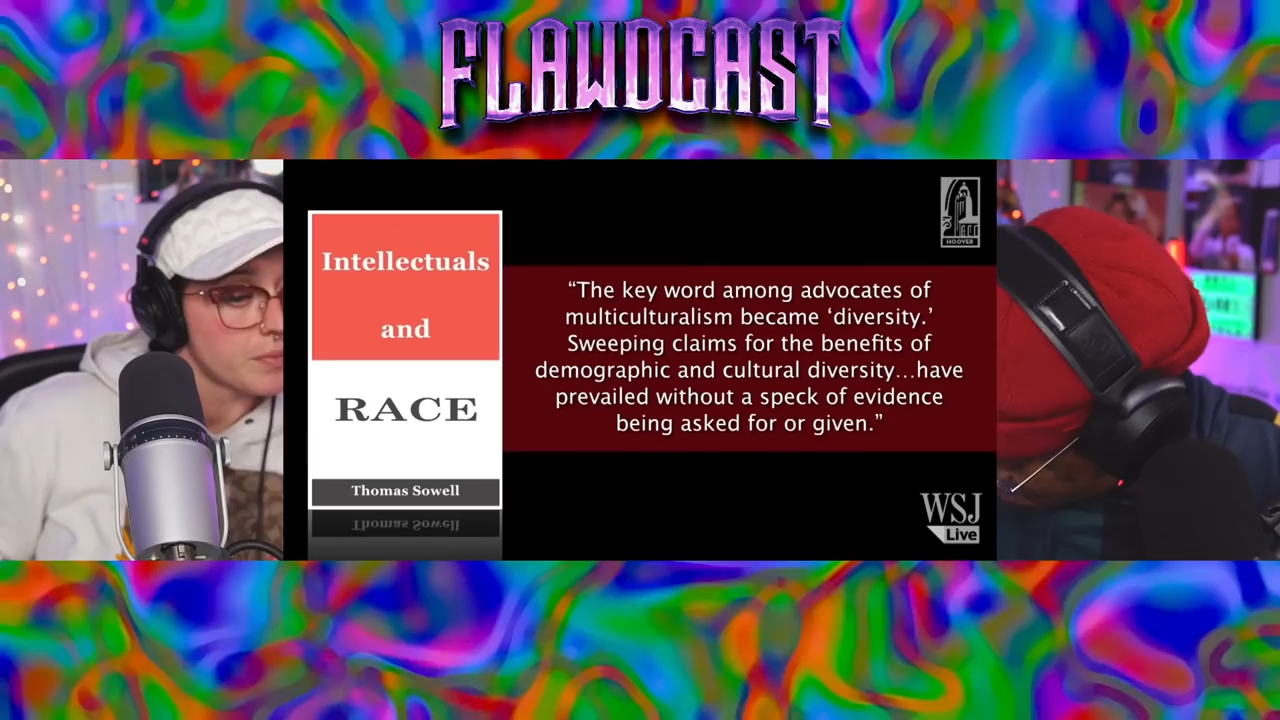 FLAWDCAST
Intellectuals
and
RACE
Thomas Sowell
Thomas Sowell
“The key word among advocates of
multiculturalism became ‘diversity.’
Sweeping claims for the benefits of
demographic and cultural diversity...have
prevailed without a speck of evidence
being asked for or given.”
HOOVER
WSJ
Live